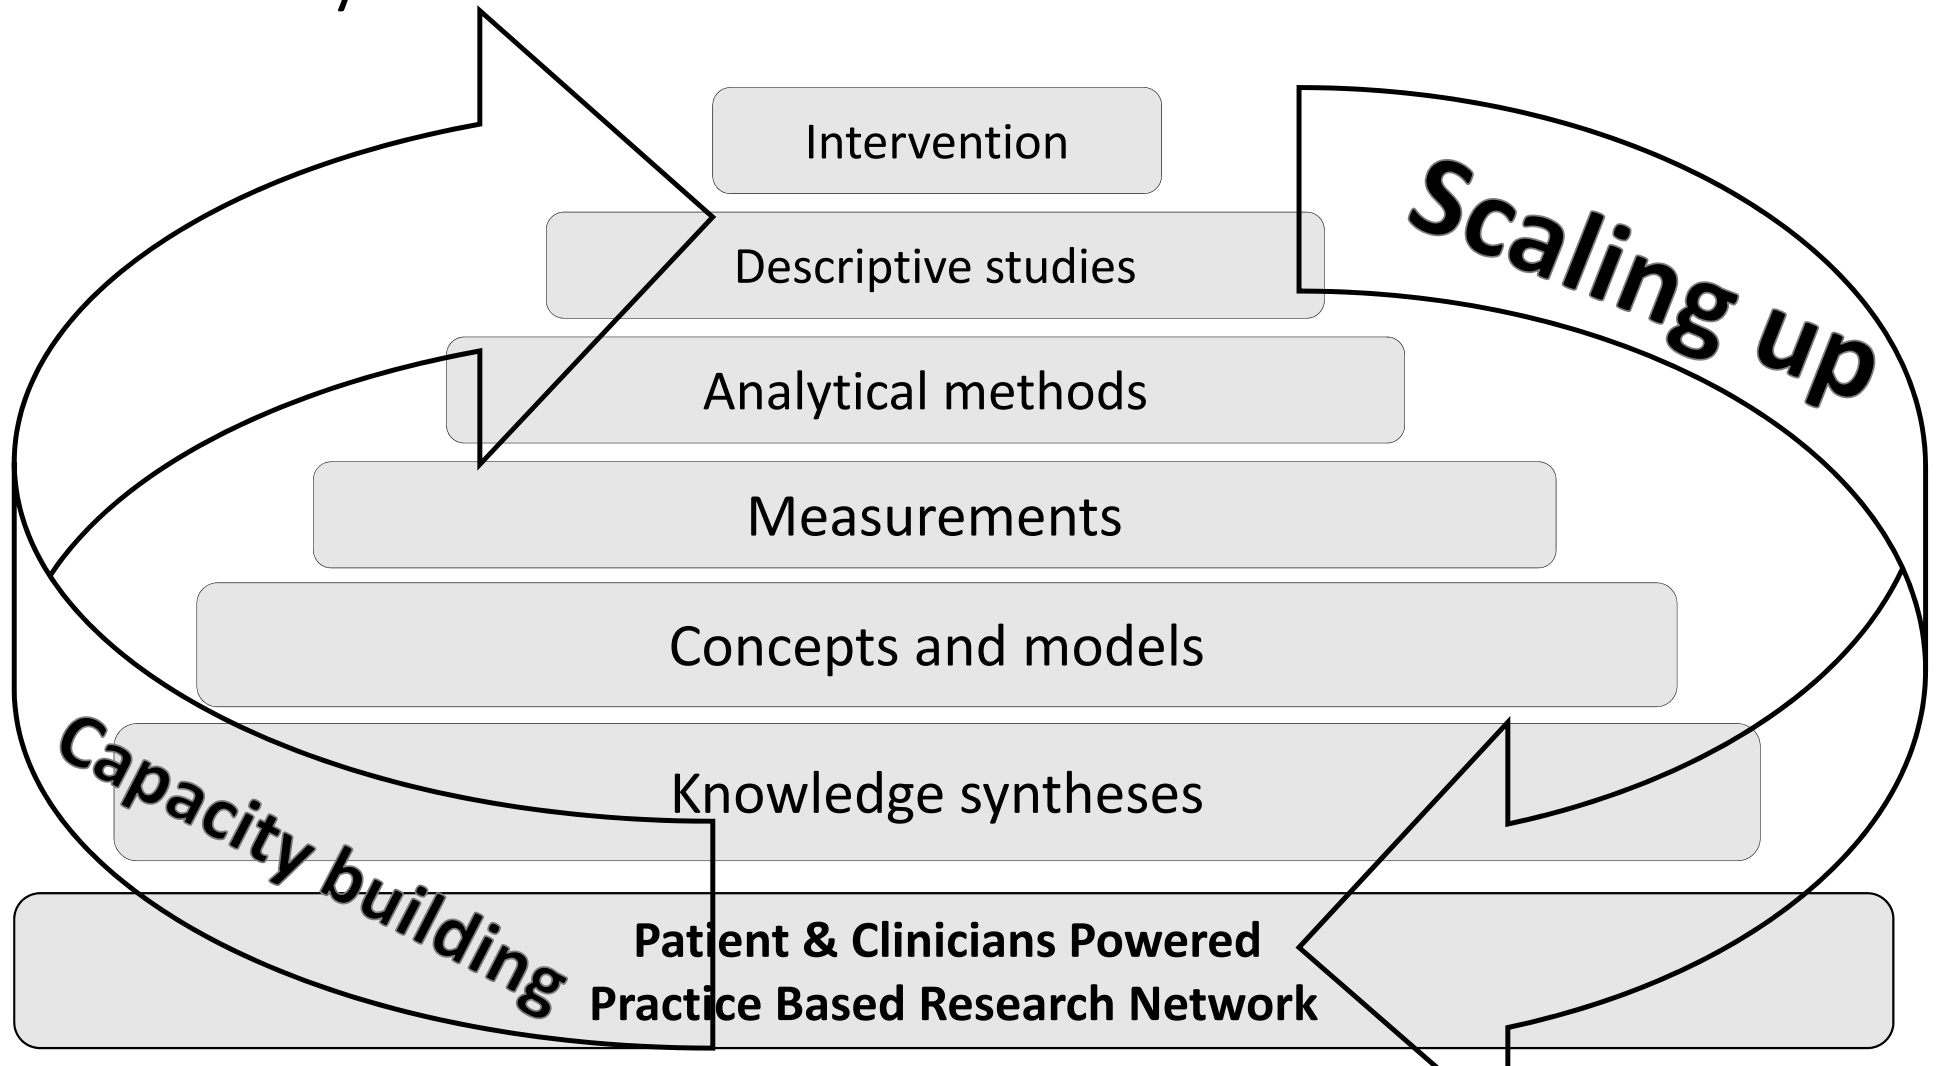 Intervention
Scaling up
Descriptive studies
Analytical methods
Measurements
Concepts and models
Capacity building
Knowledge syntheses
Patient & Clinicians Powered
Practice Based Research Network